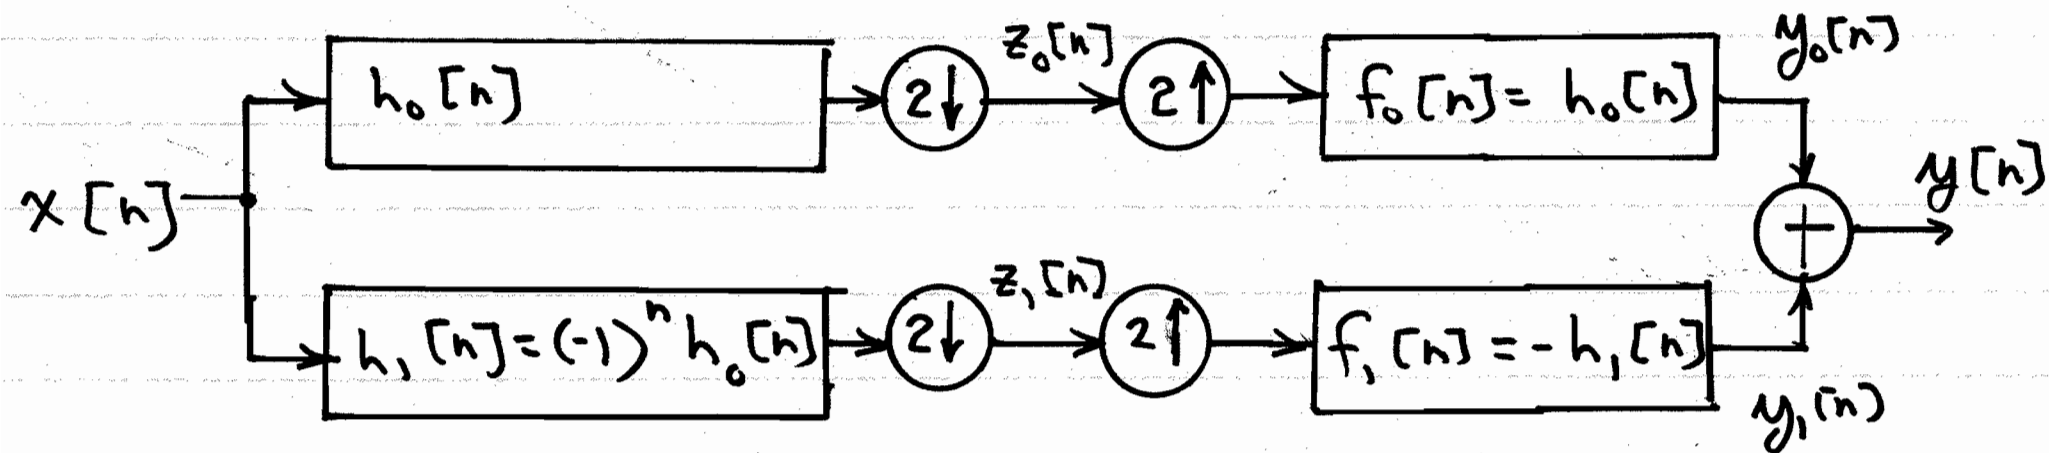 h₀[n]
2↓
z₀[n]
2↑
f₀[n] = h₀[n]
y₀[n]
x[n]
+
y[n]
h₁[n] = (-1)ⁿ h₀[n]
2↓
z₁[n]
2↑
f₁[n] = -h₁[n]
y₁[n]